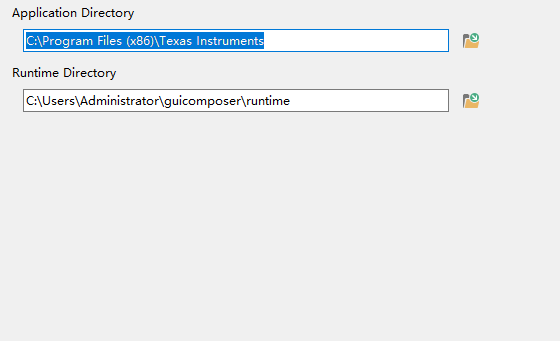 Application Directory
C:\Program Files (x86)\Texas Instruments
Runtime Directory
C:\Users\Administrator\guicomposer\runtime